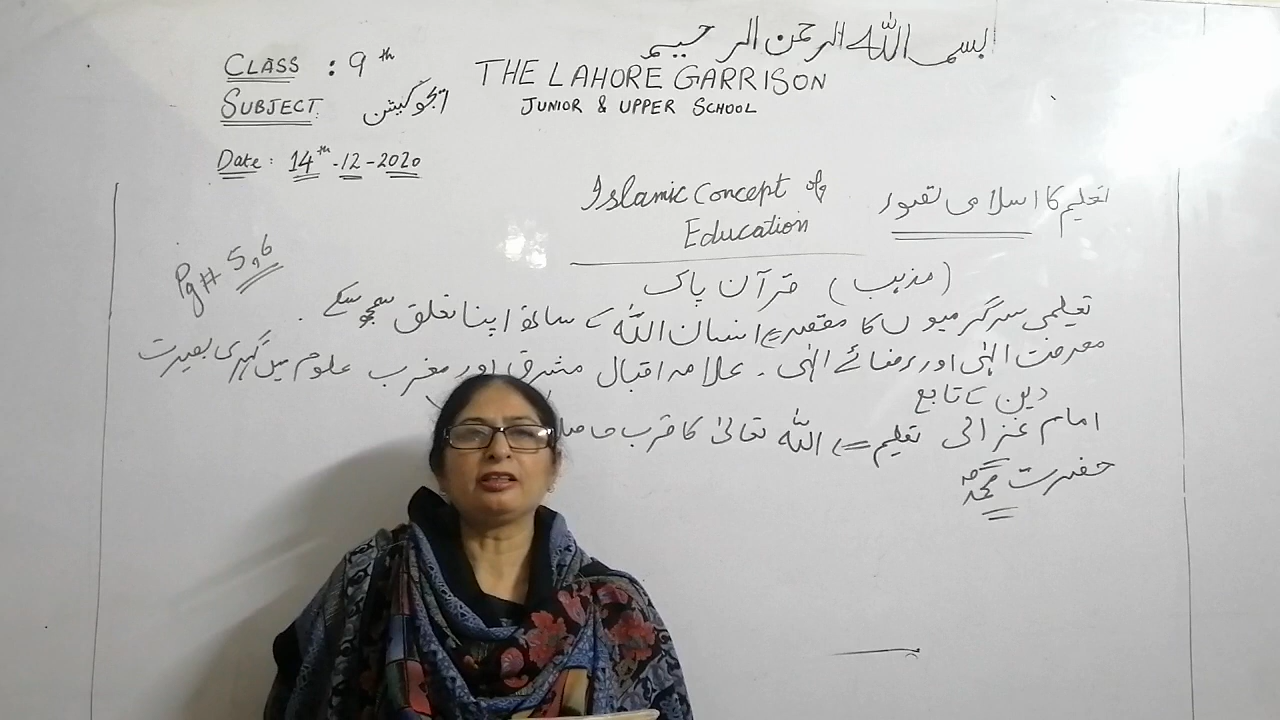 بسم اللہ الرحمن الرحیم
CLASS : 9th
THE LAHORE GARRISON
JUNIOR & UPPER SCHOOL
SUBJECT: ایجوکیشن
Date: 14th-12-2020
Islamic Concept of
Education
تعلیم کا اسلامی تصور
Pg# 5,6
(مذہب) قرآن پاک
تعلیمی سرگرمیوں کا مقصد ہے انسان اللہ کے ساتھ اپنا تعلق سمجھ سکے.
معرفت الٰہی اور رضائے الٰہی۔ علامہ اقبال مشرق اور مغرب علوم میں گہری بصیرت
دین کے تابع
امام غزالی تعلیم سے اللہ تعالیٰ کا قرب
حضرت محمدؐ